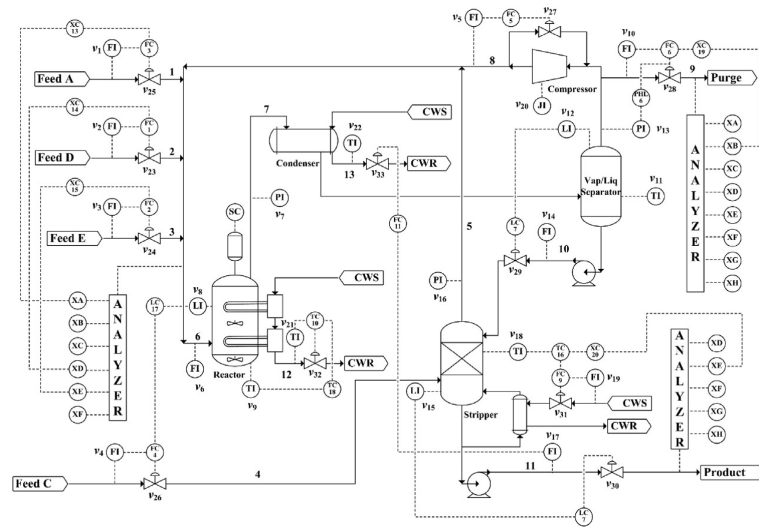 XC
13
FC
3
v1
FI
Feed A
v25
1
XC
14
FC
1
v2
FI
Feed D
v23
2
XC
15
FC
2
v3
FI
Feed E
v24
3
XA
XB
XC
XD
XE
XF
ANALYZER
v4
FI
FC
4
Feed C
v26
4
LC
17
v8
LI
6
FI
v6
SC
Reactor
TI
v9
7
PI
v7
CWS
v21
TI
TC
10
12
v32
TC
18
CWR
Condenser
CWS
v22
TI
13
v33
CWR
FC
11
v5
FI
FC
5
v27
8
Compressor
v20
JI
v10
FI
FC
6
XC
19
9
v28
Purge
PHL
6
PI
v13
v12
LI
Vap/Liq
Separator
v11
TI
LC
7
v14
FI
10
v29
5
PI
v16
XA
XB
XC
XD
XE
XF
XG
XH
ANALYZER
v18
TI
TC
16
XC
20
FC
9
FI
v19
v31
CWS
CWR
LI
v15
Stripper
v17
FI
11
LC
7
v30
Product
XD
XE
XF
XG
XH
ANALYZER